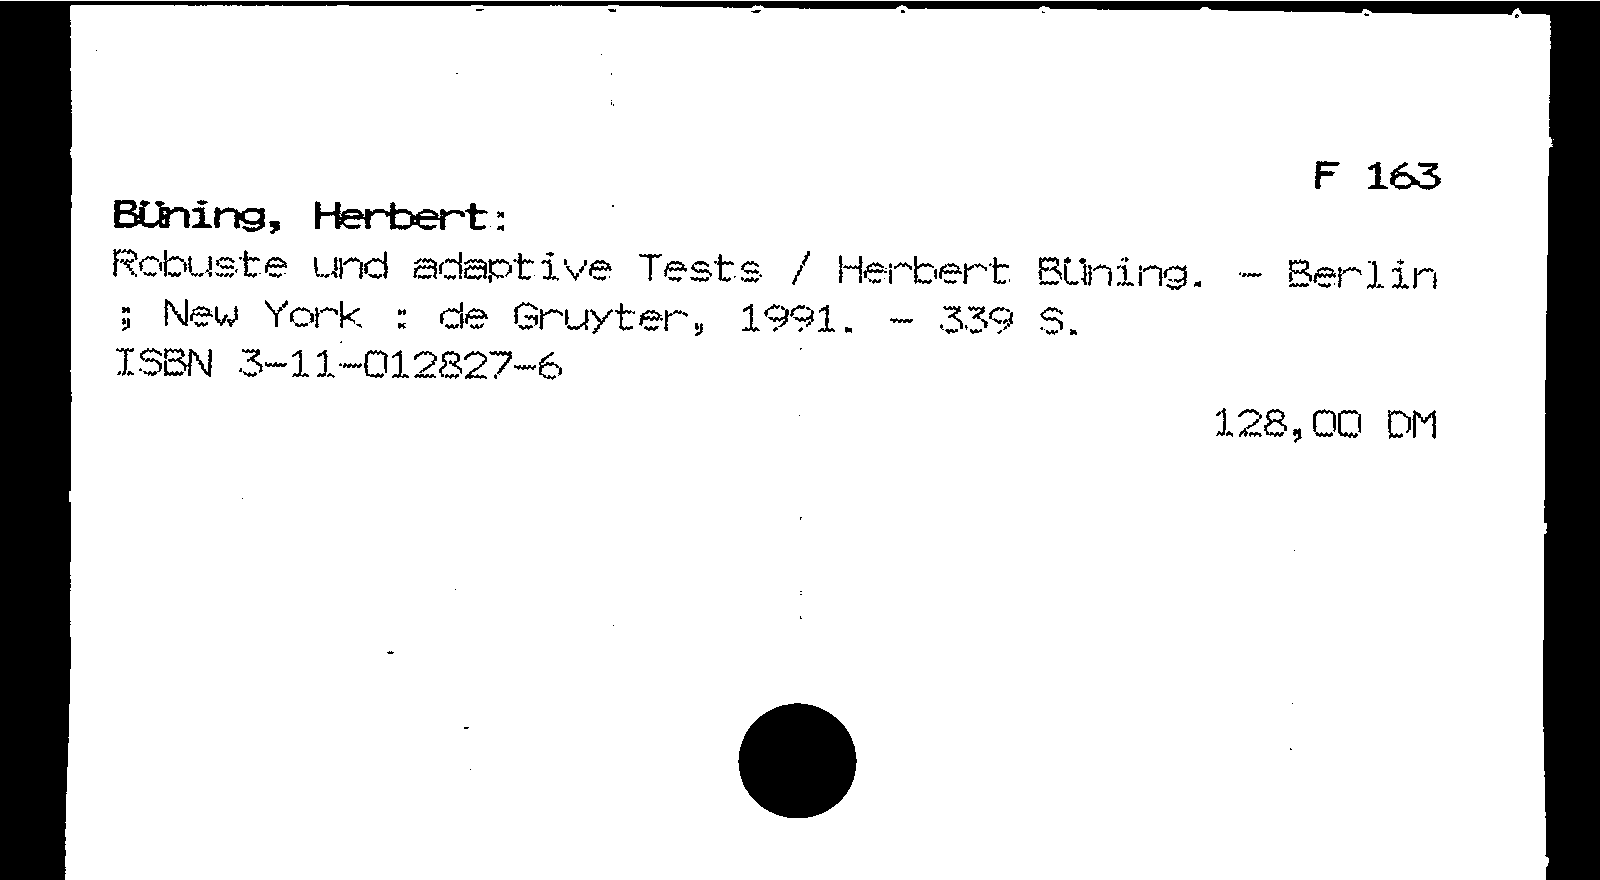 F 163
Büning, Herbert:
Robuste und adaptive Tests / Herbert Büning. - Berlin
; New York : de Gruyter, 1991. - 339 S.
ISBN 3-11-012827-6
128,00 DM